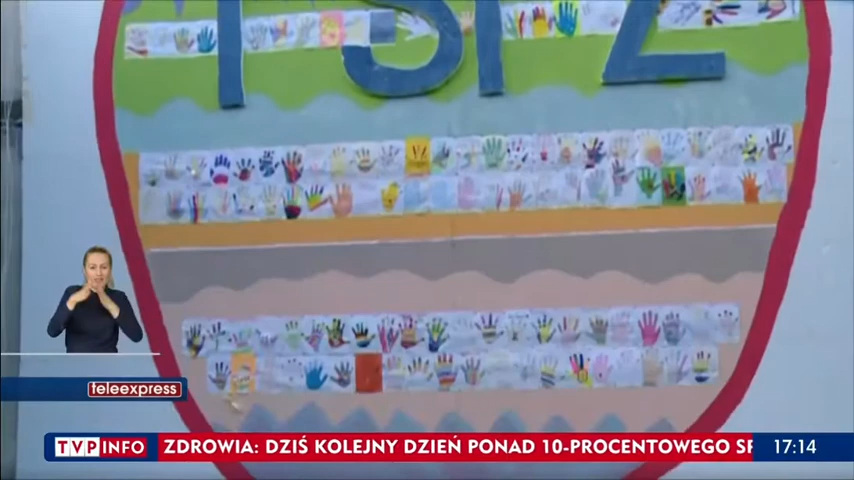 teleexpress
TVP INFO ZDROWIA: DZIŚ KOLEJNY DZIEŃ PONAD 10-PROCENTOWEGO 17:14